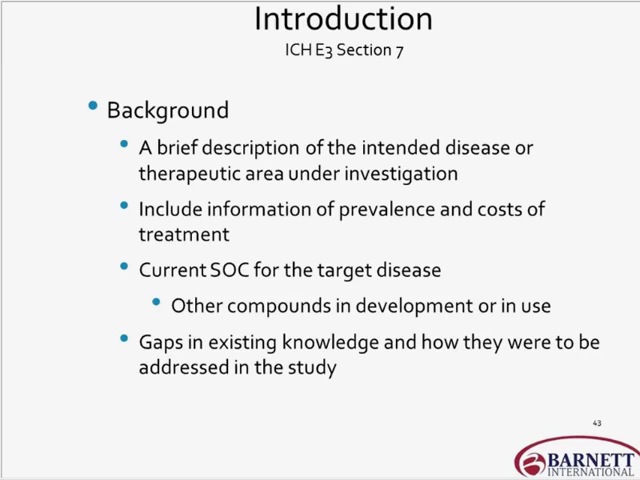 Introduction
ICH E3 Section 7
• Background
• A brief description of the intended disease or
therapeutic area under investigation
• Include information of prevalence and costs of
treatment
• Current SOC for the target disease
• Other compounds in development or in use
• Gaps in existing knowledge and how they were to be
addressed in the study
43
BARNETT
INTERNATIONAL